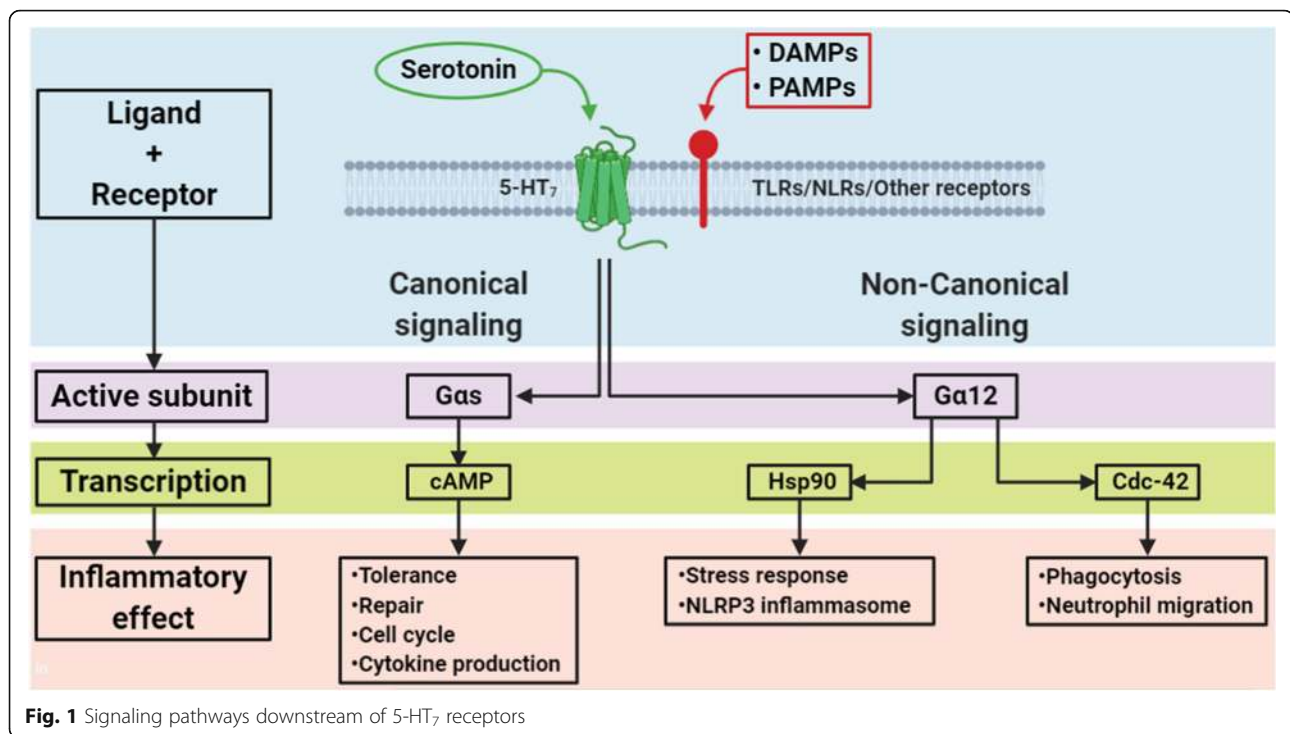 Serotonin
• DAMPs
• PAMPs
Ligand
+
Receptor
5-HT₇
TLRs/NLRs/Other receptors
Canonical
signaling
Non-Canonical
signaling
Active subunit
Gαs
Gα12
Transcription
cAMP
Hsp90
Cdc-42
Inflammatory
effect
•Tolerance
•Repair
•Cell cycle
•Cytokine production
•Stress response
•NLRP3 inflammasome
•Phagocytosis
•Neutrophil migration
in
Fig. 1 Signaling pathways downstream of 5-HT₇ receptors